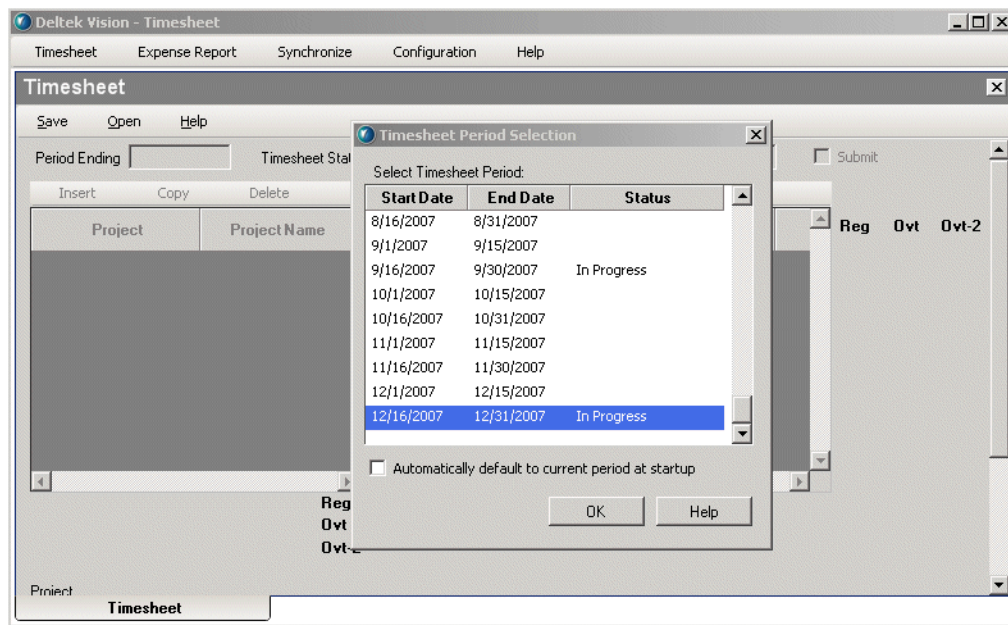 Deltek Vision - Timesheet
Timesheet Expense Report Synchronize Configuration Help
Timesheet
Save Open Help
Timesheet Period Selection
Period Ending Timesheet Stat Submit
Select Timesheet Period:
Insert Copy Delete
Start Date End Date Status
Project Project Name Reg Ovt Ovt-2
8/16/2007 8/31/2007
9/1/2007 9/15/2007
9/16/2007 9/30/2007 In Progress
10/1/2007 10/15/2007
10/16/2007 10/31/2007
11/1/2007 11/15/2007
11/16/2007 11/30/2007
12/1/2007 12/15/2007
12/16/2007 12/31/2007 In Progress
Automatically default to current period at startup
OK Help
Reg
Ovt
Ovt-2
Project
Timesheet